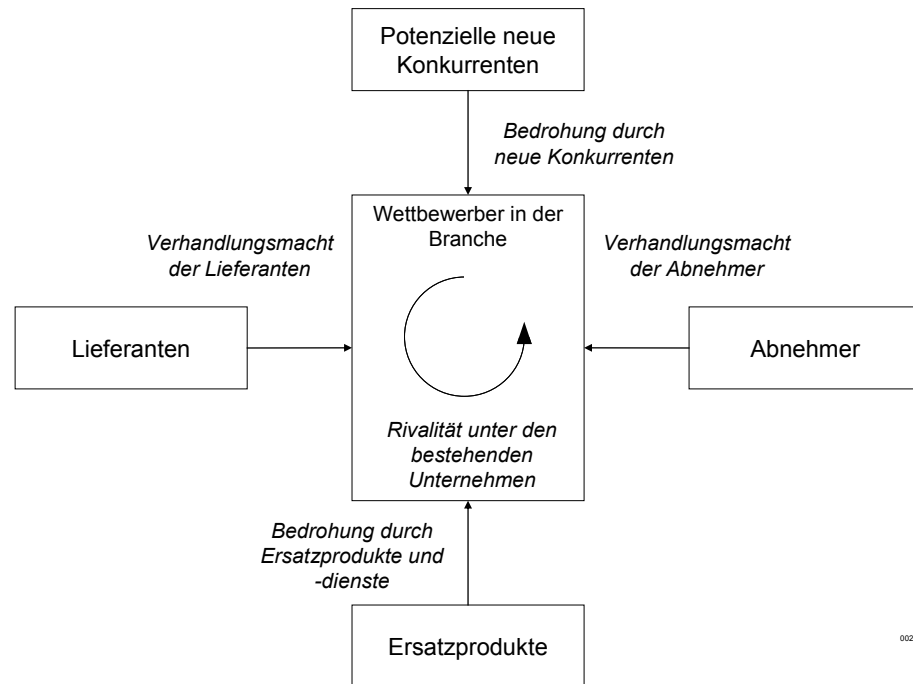 Potenzielle neue
Konkurrenten
Bedrohung durch
neue Konkurrenten
Wettbewerber in der
Branche
Verhandlungsmacht
der Lieferanten
Verhandlungsmacht
der Abnehmer
Lieferanten
Abnehmer
Rivalität unter den
bestehenden
Unternehmen
Bedrohung durch
Ersatzprodukte und
-dienste
Ersatzprodukte
002